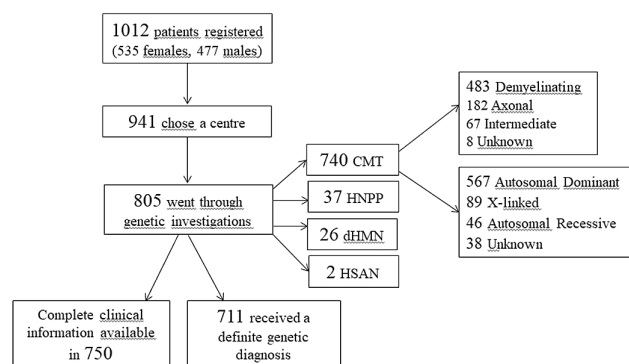 1012 patients registered
(535 females, 477 males)
941 chose a centre
805 went through
genetic investigations
740 CMT
37 HNPP
26 dHMN
2 HSAN
483 Demyelinating
182 Axonal
67 Intermediate
8 Unknown
567 Autosomal Dominant
89 X-linked
46 Autosomal Recessive
38 Unknown
Complete clinical
information available
in 750
711 received a
definite genetic
diagnosis